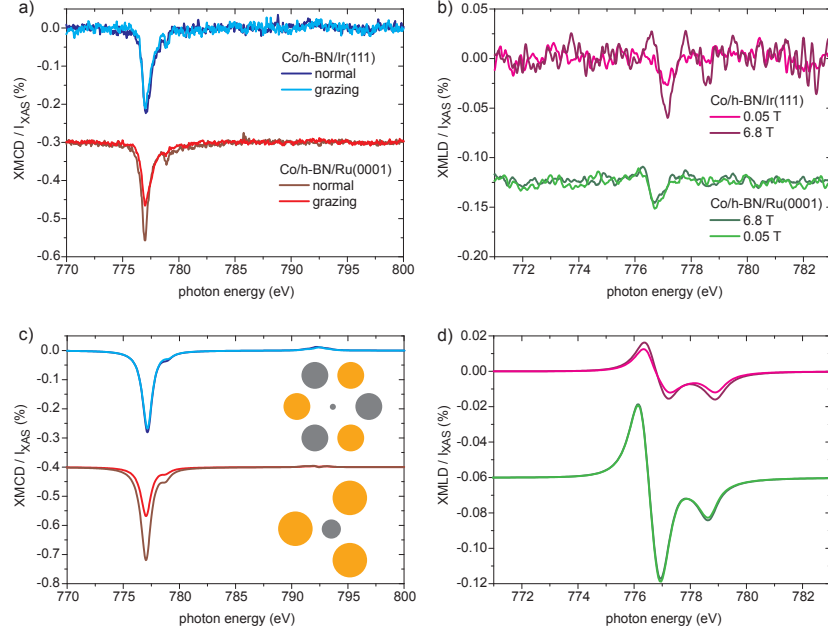 a)
XMCD / I_XAS (%)
0.0
-0.1
-0.2
-0.3
-0.4
-0.5
-0.6
Co/h-BN/Ir(111)
normal
grazing
Co/h-BN/Ru(0001)
normal
grazing
770 775 780 785 790 795 800
photon energy (eV)
b)
XMLD / I_XAS (%)
0.05
0.00
-0.05
-0.10
-0.15
-0.20
Co/h-BN/Ir(111)
0.05 T
6.8 T
Co/h-BN/Ru(0001)
6.8 T
0.05 T
772 774 776 778 780 782
photon energy (eV)
c)
XMCD / I_XAS (%)
0.0
-0.1
-0.2
-0.3
-0.4
-0.5
-0.6
-0.7
-0.8
770 775 780 785 790 795 800
photon energy (eV)
d)
XMLD / I_XAS (%)
0.02
0.00
-0.02
-0.04
-0.06
-0.08
-0.10
-0.12
772 774 776 778 780 782
photon energy (eV)